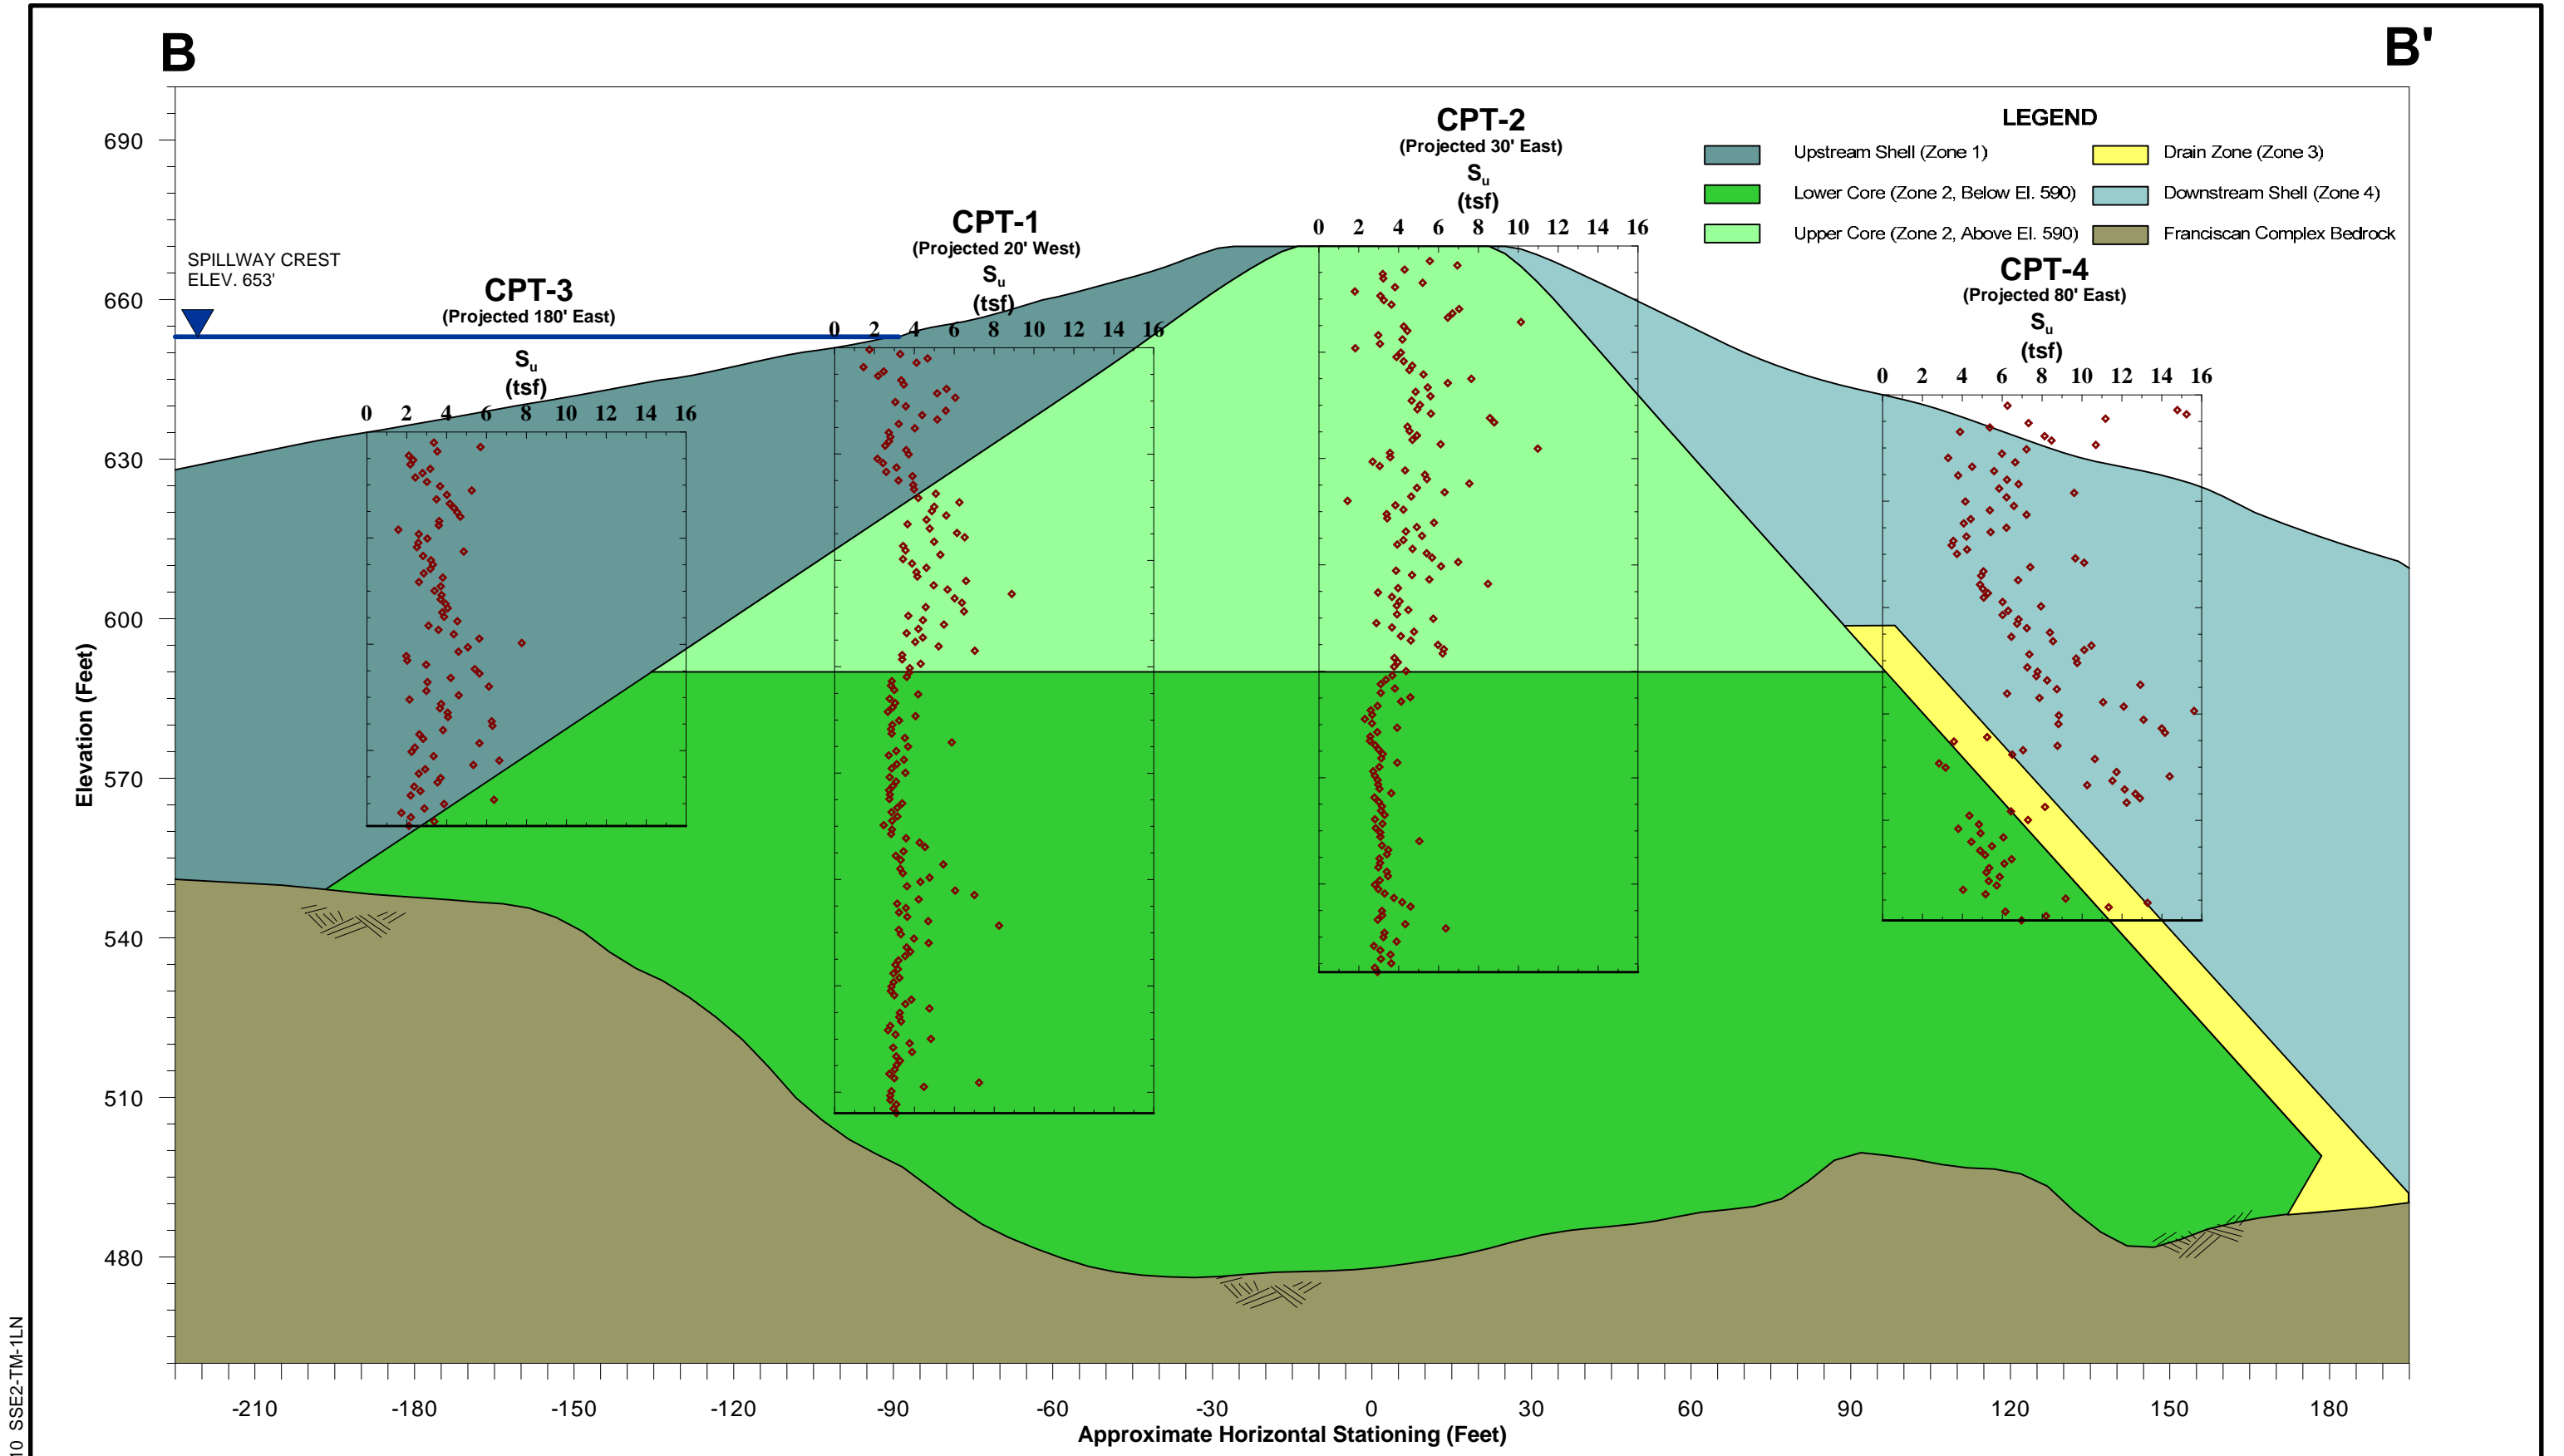 B
B'
CPT-2
(Projected 30' East)
Su
(tsf)
0 2 4 6 8 10 12 14 16
LEGEND
Upstream Shell (Zone 1)
Drain Zone (Zone 3)
Lower Core (Zone 2, Below El. 590)
Downstream Shell (Zone 4)
Upper Core (Zone 2, Above El. 590)
Franciscan Complex Bedrock
CPT-1
(Projected 20' West)
Su
(tsf)
0 2 4 6 8 10 12 14 16
SPILLWAY CREST
ELEV. 653'
CPT-3
(Projected 180' East)
Su
(tsf)
0 2 4 6 8 10 12 14 16
CPT-4
(Projected 80' East)
Su
(tsf)
0 2 4 6 8 10 12 14 16
690
660
630
600
570
540
510
480
Elevation (Feet)
-210 -180 -150 -120 -90 -60 -30 0 30 60 90 120 150 180
Approximate Horizontal Stationing (Feet)
10 SSE2-TM-1LN